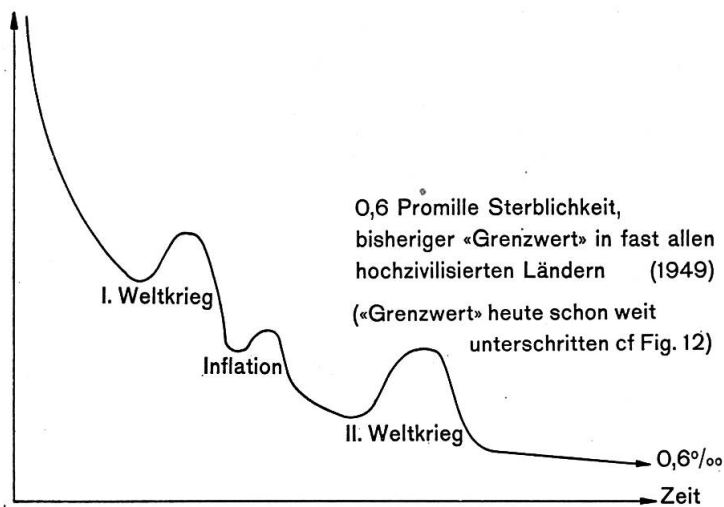 0,6 Promille Sterblichkeit,
bisheriger «Grenzwert» in fast allen
hochzivilisierten Ländern (1949)
(«Grenzwert» heute schon weit
unterschritten cf Fig. 12)
I. Weltkrieg
Inflation
II. Weltkrieg
0,6‰
Zeit